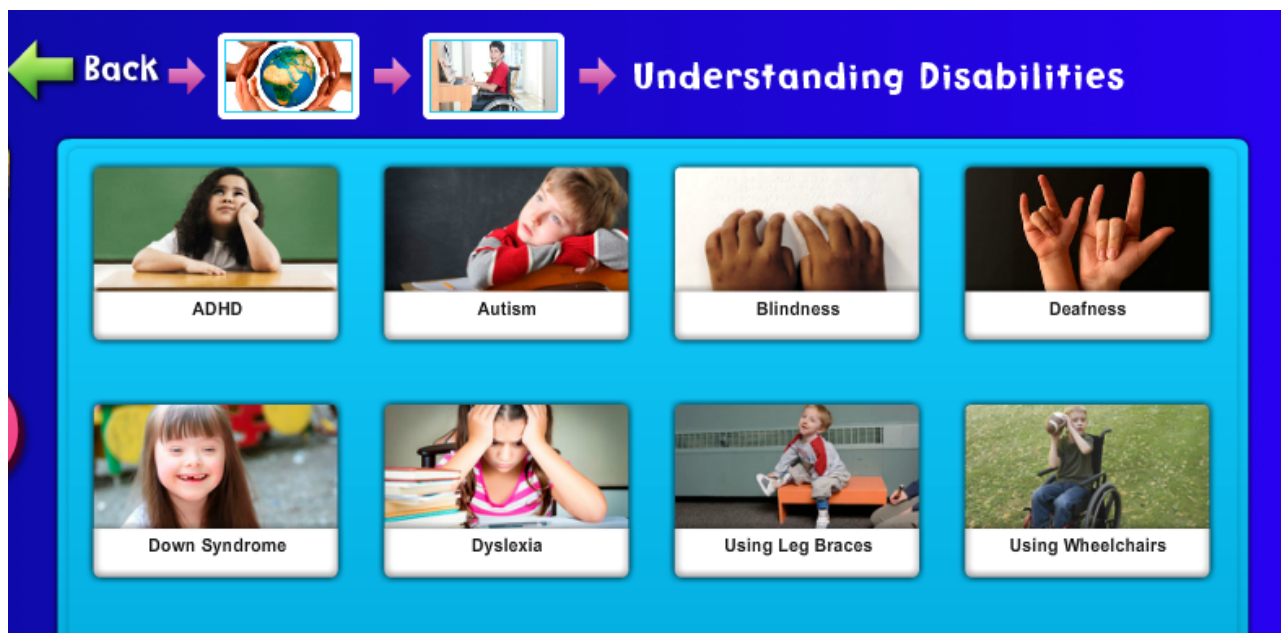 Back
Understanding Disabilities
ADHD
Autism
Blindness
Deafness
Down Syndrome
Dyslexia
Using Leg Braces
Using Wheelchairs